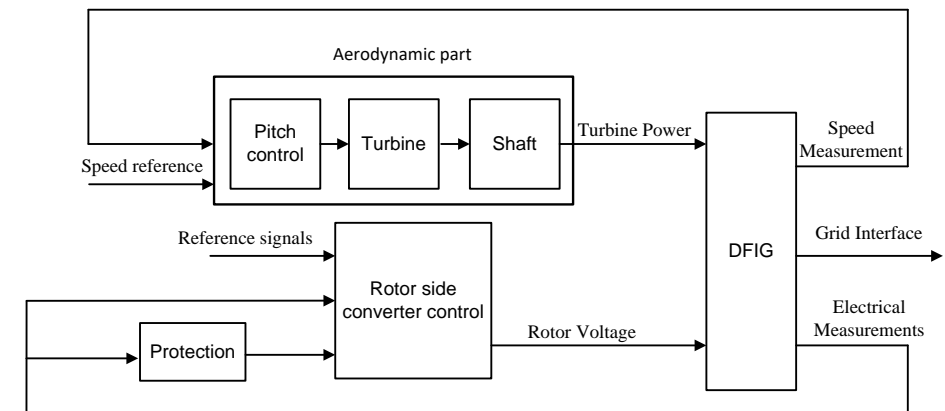 Aerodynamic part
Pitch
control
Turbine
Shaft
Turbine Power
Speed
Measurement
Speed reference
Reference signals
Rotor side
converter control
DFIG
Grid Interface
Protection
Rotor Voltage
Electrical
Measurements